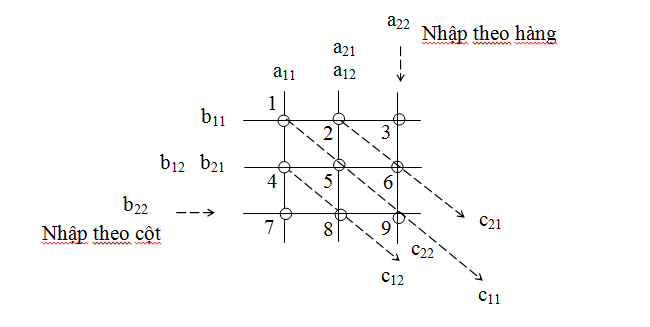 a22
Nhập theo hàng
a21
a11 a12
1
b11
2 3
b12 b21
4 5 6
b22
c21
Nhập theo cột
7 8 9
c22
c12
c11